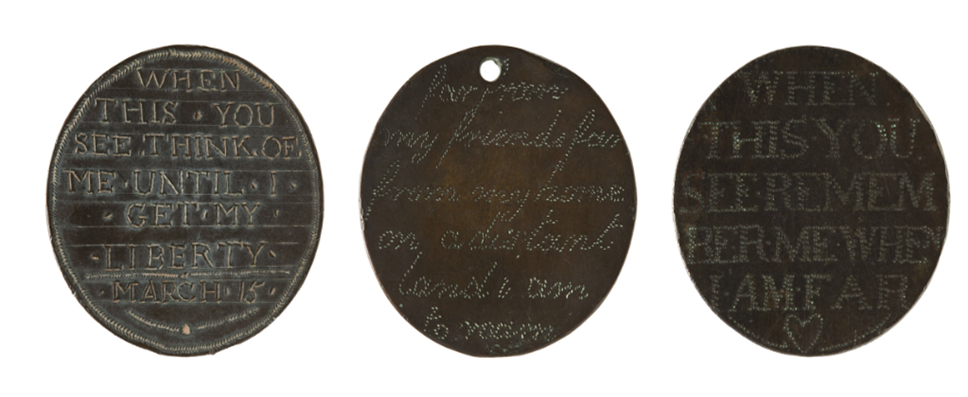 WHEN
THIS · YOU
SEE THINK OF
ME · UNTIL · I ·
· GET · MY ·
· LIBERTY ·
· MARCH · 15 ·
far from
my friends far
from my home
on a distant
land i am
to roam
WHEN
THIS YOU
SEE·REMEM
BER·ME WHE
I·AM FAR